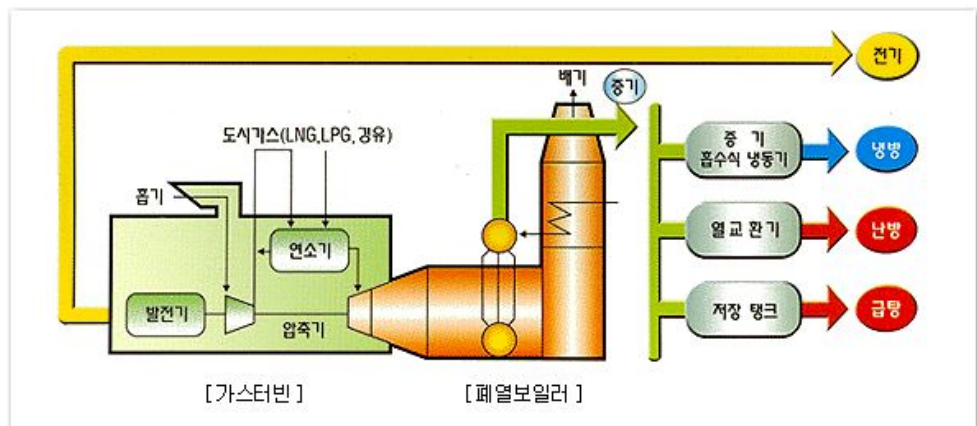 전기
배기
증기
도시가스(LNG,LPG, 경유)
증 기
흡수식 냉동기
냉방
흡기
연소기
열교환기
난방
발전기
압축기
저장 탱크
급탕
[가스터빈]
[폐열보일러]